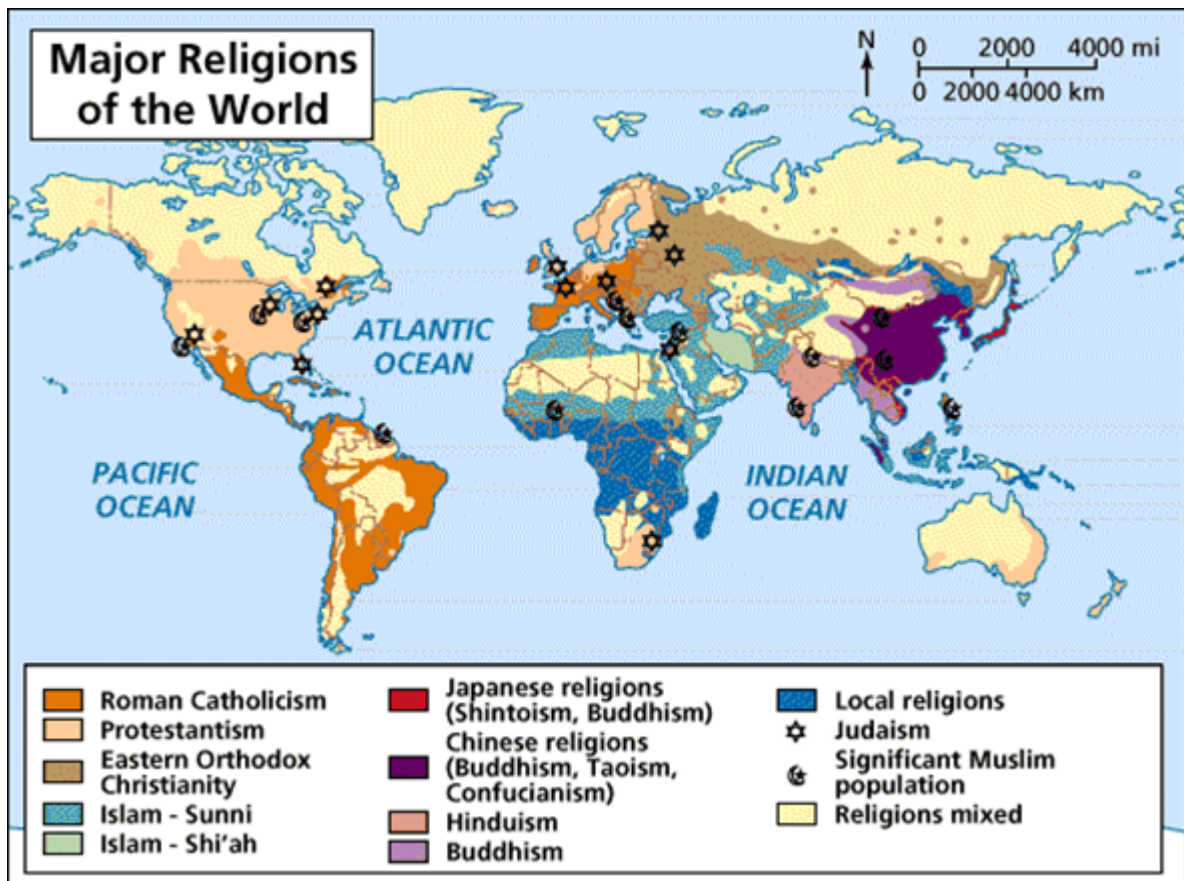 Major Religions
of the World
N
0 2000 4000 mi
0 2000 4000 km
ATLANTIC
OCEAN
PACIFIC
OCEAN
INDIAN
OCEAN
Roman Catholicism
Protestantism
Eastern Orthodox
Christianity
Islam - Sunni
Islam - Shi'ah
Japanese religions
(Shintoism, Buddhism)
Chinese religions
(Buddhism, Taoism,
Confucianism)
Hinduism
Buddhism
Local religions
Judaism
Significant Muslim
population
Religions mixed